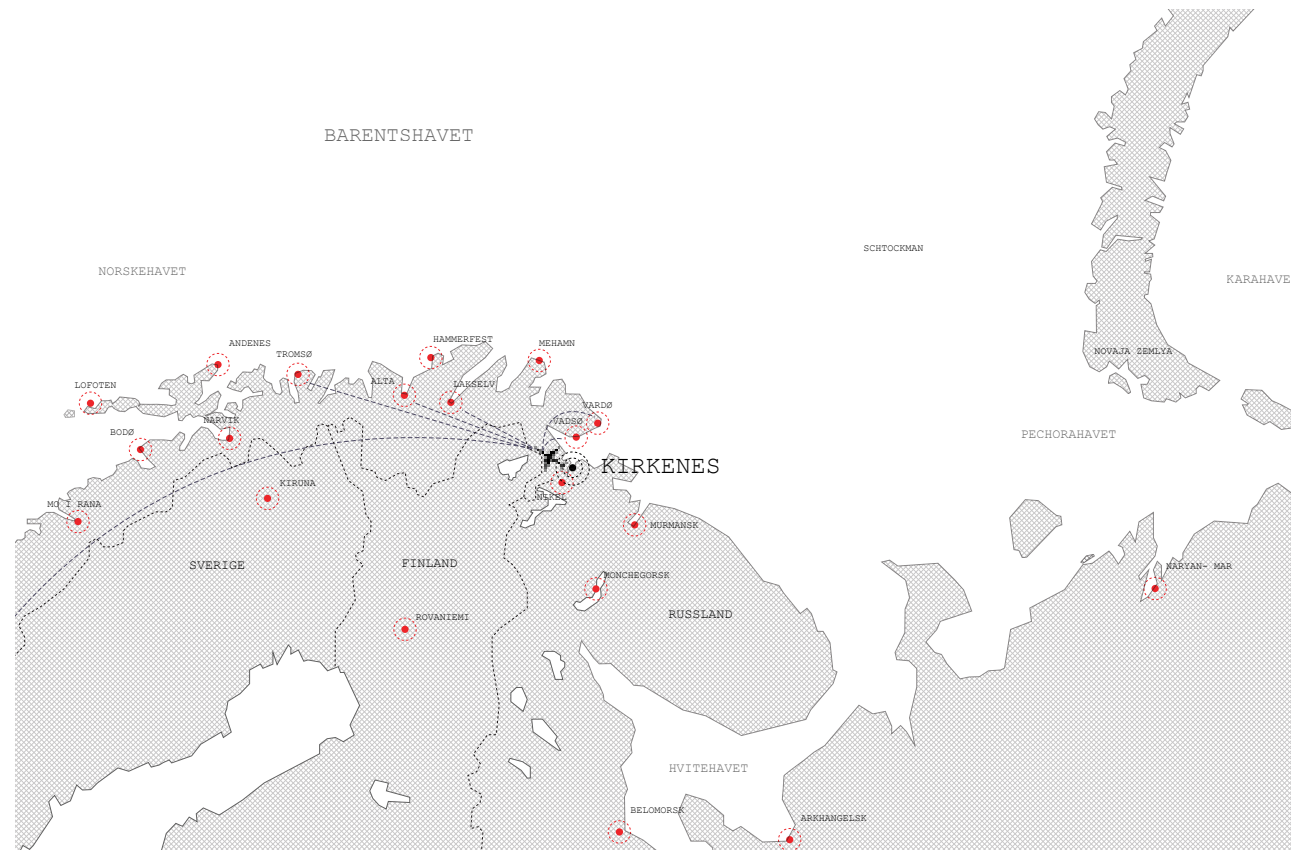 BARENTSHAVET
SCHTOCKMAN
NORSKEHAVET
KARAHAVE
ANDENES
HAMMERFEST
MEHAMN
TROMSØ
NOVAJA ZEMLYA
ALTA
LAKSELV
LOFOTEN
VARDØ
NARVIK
VADSØ
BODØ
PECHORAHAVET
KIRKENES
KIRUNA
NIKEL
MO I RANA
MURMANSK
SVERIGE
FINLAND
NARYAN- MAR
MONCHEGORSK
RUSSLAND
ROVANIEMI
HVITEHAVET
BELOMORSK
ARKHANGELSK